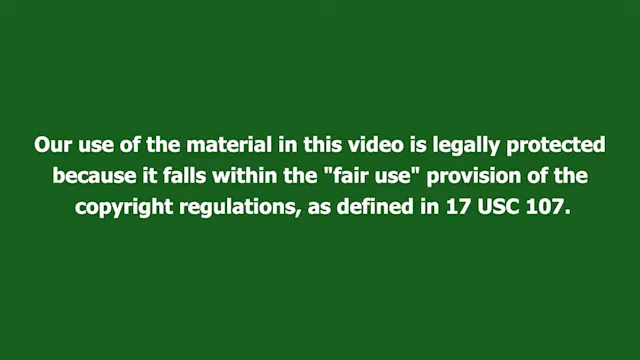 Our use of the material in this video is legally protected
because it falls within the "fair use" provision of the
copyright regulations, as defined in 17 USC 107.